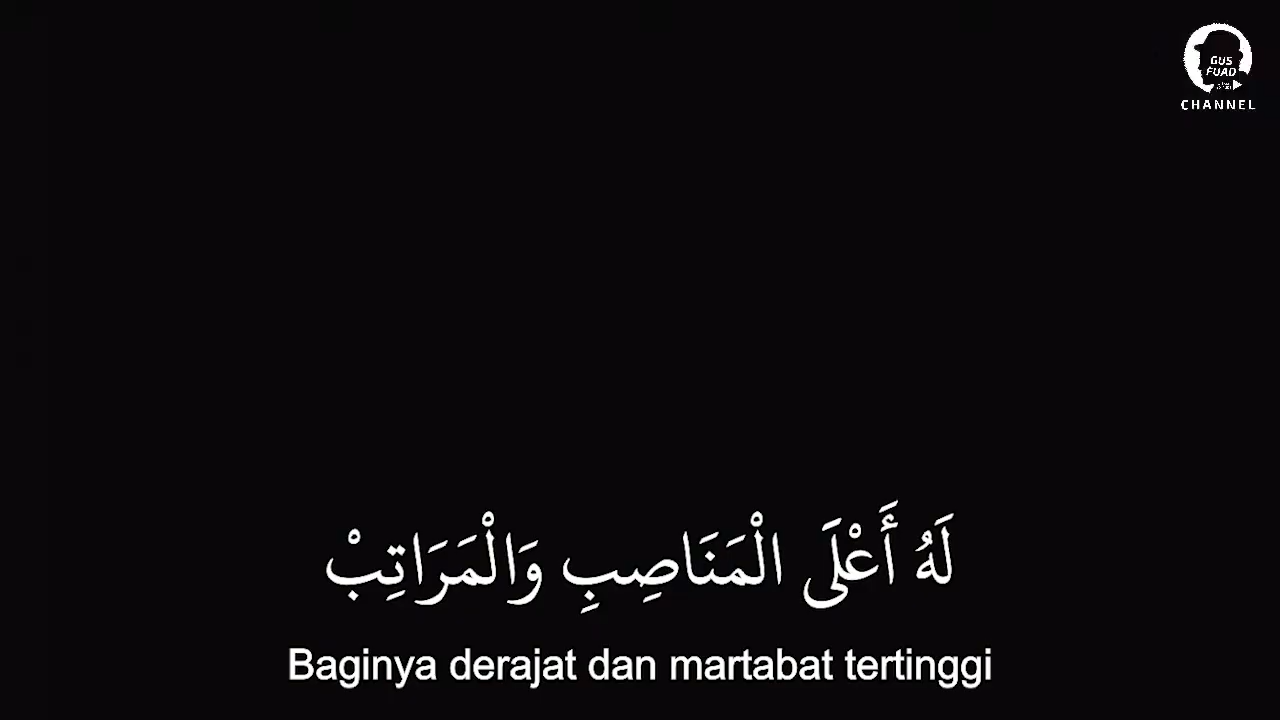 GUS
FUAD
CHANNEL
لَهُ أَعْلَى الْمَنَاصِبِ وَالْمَرَاتِبْ
Baginya derajat dan martabat tertinggi